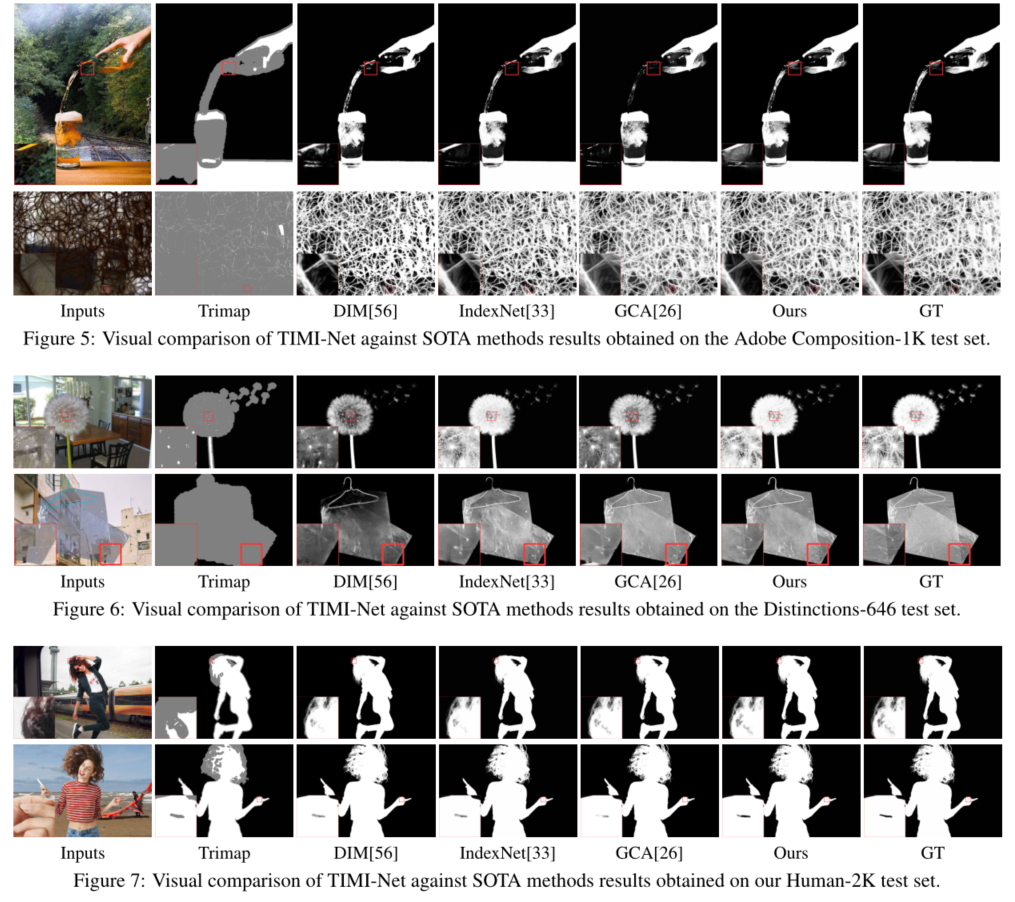 Inputs Trimap DIM[56] IndexNet[33] GCA[26] Ours GT
Figure 5: Visual comparison of TIMI-Net against SOTA methods results obtained on the Adobe Composition-1K test set.
Inputs Trimap DIM[56] IndexNet[33] GCA[26] Ours GT
Figure 6: Visual comparison of TIMI-Net against SOTA methods results obtained on the Distinctions-646 test set.
Inputs Trimap DIM[56] IndexNet[33] GCA[26] Ours GT
Figure 7: Visual comparison of TIMI-Net against SOTA methods results obtained on our Human-2K test set.